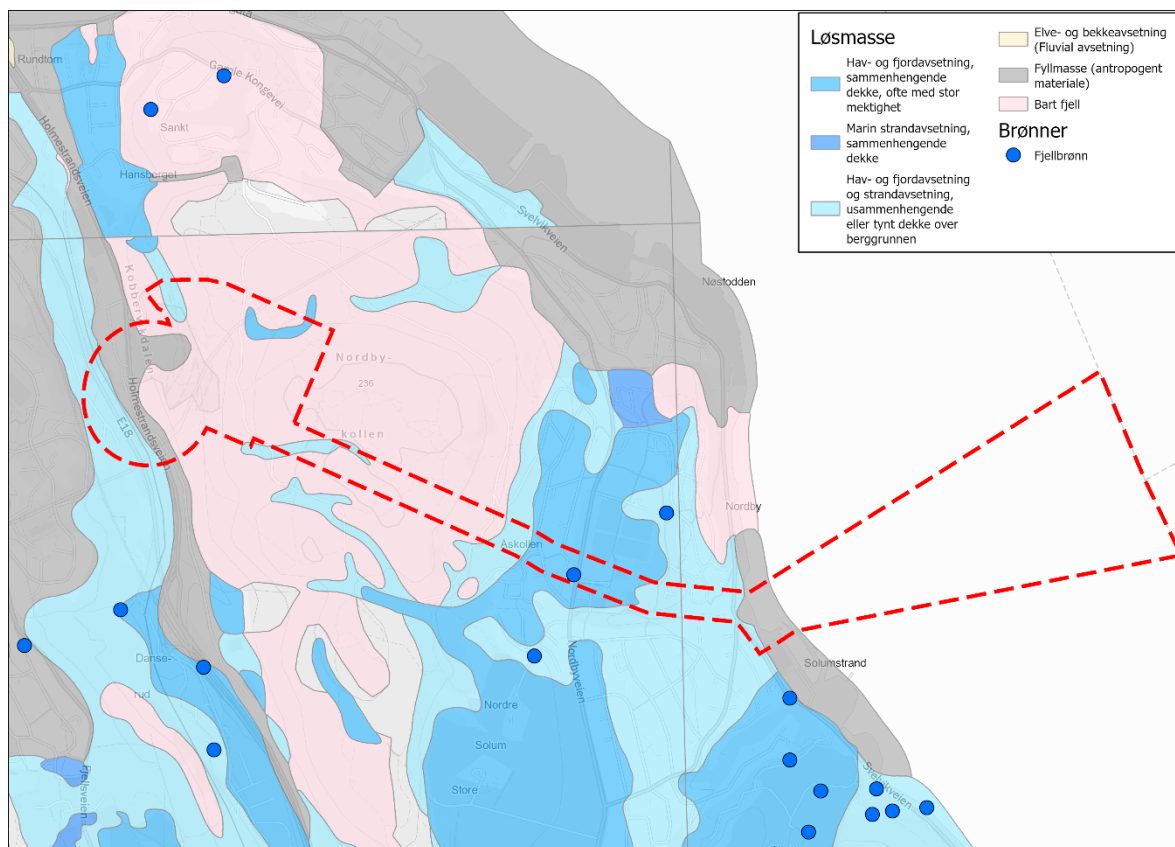 Løsmasse
Hav- og fjordavsetning,
sammenhengende
dekke, ofte med stor
mektighet
Marin strandavsetning,
sammenhengende
dekke
Hav- og fjordavsetning
og strandavsetning,
usammenhengende
eller tynt dekke over
berggrunnen
Elve- og bekkeavsetning
(Fluvial avsetning)
Fyllmasse (antropogent
materiale)
Bart fjell
Brønner
Fjellbrønn
Rundtom
Gamle Kongevei
Sankt
Hansberget
Holmestrandsveien
Svelvikveien
Kobbervikdalen
Nøstodden
Nordby-
236
kollen
E18
Holmestrandsveien
Nordby
Åskollen
Solumstrand
Nordbyveien
Danse-
rud
Nordre
Solum
Store
Fjellsveien
Svelvikveien